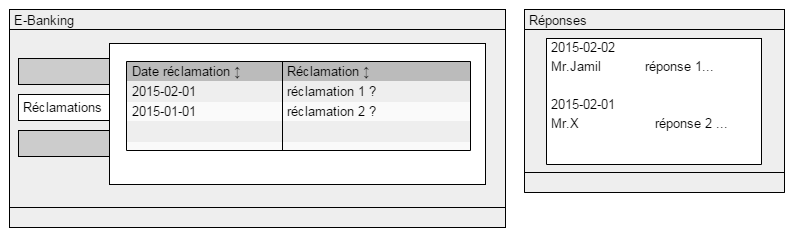 E-Banking
Réclamations
Date réclamation ↕ Réclamation ↕
2015-02-01 réclamation 1 ?
2015-01-01 réclamation 2 ?
Réponses
2015-02-02
Mr.Jamil réponse 1...
2015-02-01
Mr.X réponse 2 ...